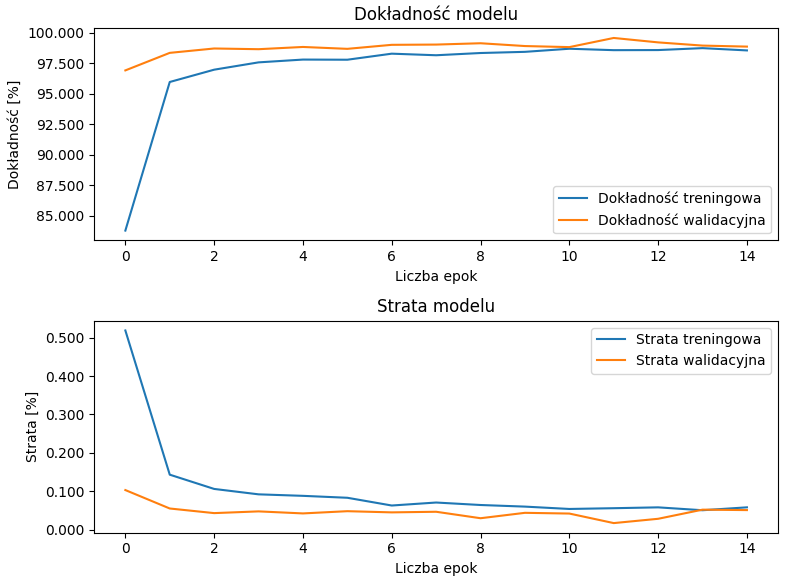 Dokładność modelu
100.000
97.500
95.000
92.500
90.000
87.500
85.000
Dokładność [%]
Dokładność treningowa
Dokładność walidacyjna
0 2 4 6 8 10 12 14
Liczba epok
Strata modelu
0.500
0.400
0.300
0.200
0.100
0.000
Strata [%]
Strata treningowa
Strata walidacyjna
0 2 4 6 8 10 12 14
Liczba epok